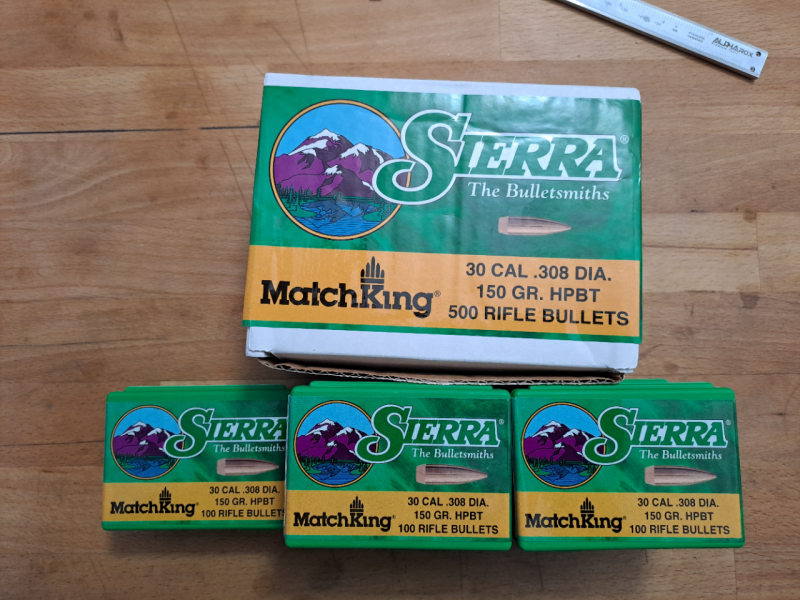 ALPHAROX
SIERRA®
The Bulletsmiths
MatchKing®
30 CAL .308 DIA.
150 GR. HPBT
500 RIFLE BULLETS
SIERRA
The Bulletsmiths
MatchKing
30 CAL .308 DIA.
150 GR. HPBT
100 RIFLE BULLETS
SIERRA®
The Bulletsmiths
MatchKing®
30 CAL .308 DIA.
150 GR. HPBT
100 RIFLE BULLETS
SIERRA®
The Bulletsmiths
MatchKing®
30 CAL .308 DIA.
150 GR. HPBT
100 RIFLE BULLETS